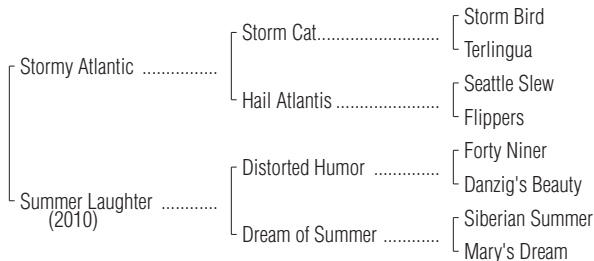 Storm Bird
Storm Cat....................
Terlingua
Stormy Atlantic ...............
Seattle Slew
Hail Atlantis .....................
Flippers
Forty Niner
Distorted Humor .............
Danzig's Beauty
Summer Laughter ...........
(2010)
Siberian Summer
Dream of Summer ...........
Mary's Dream